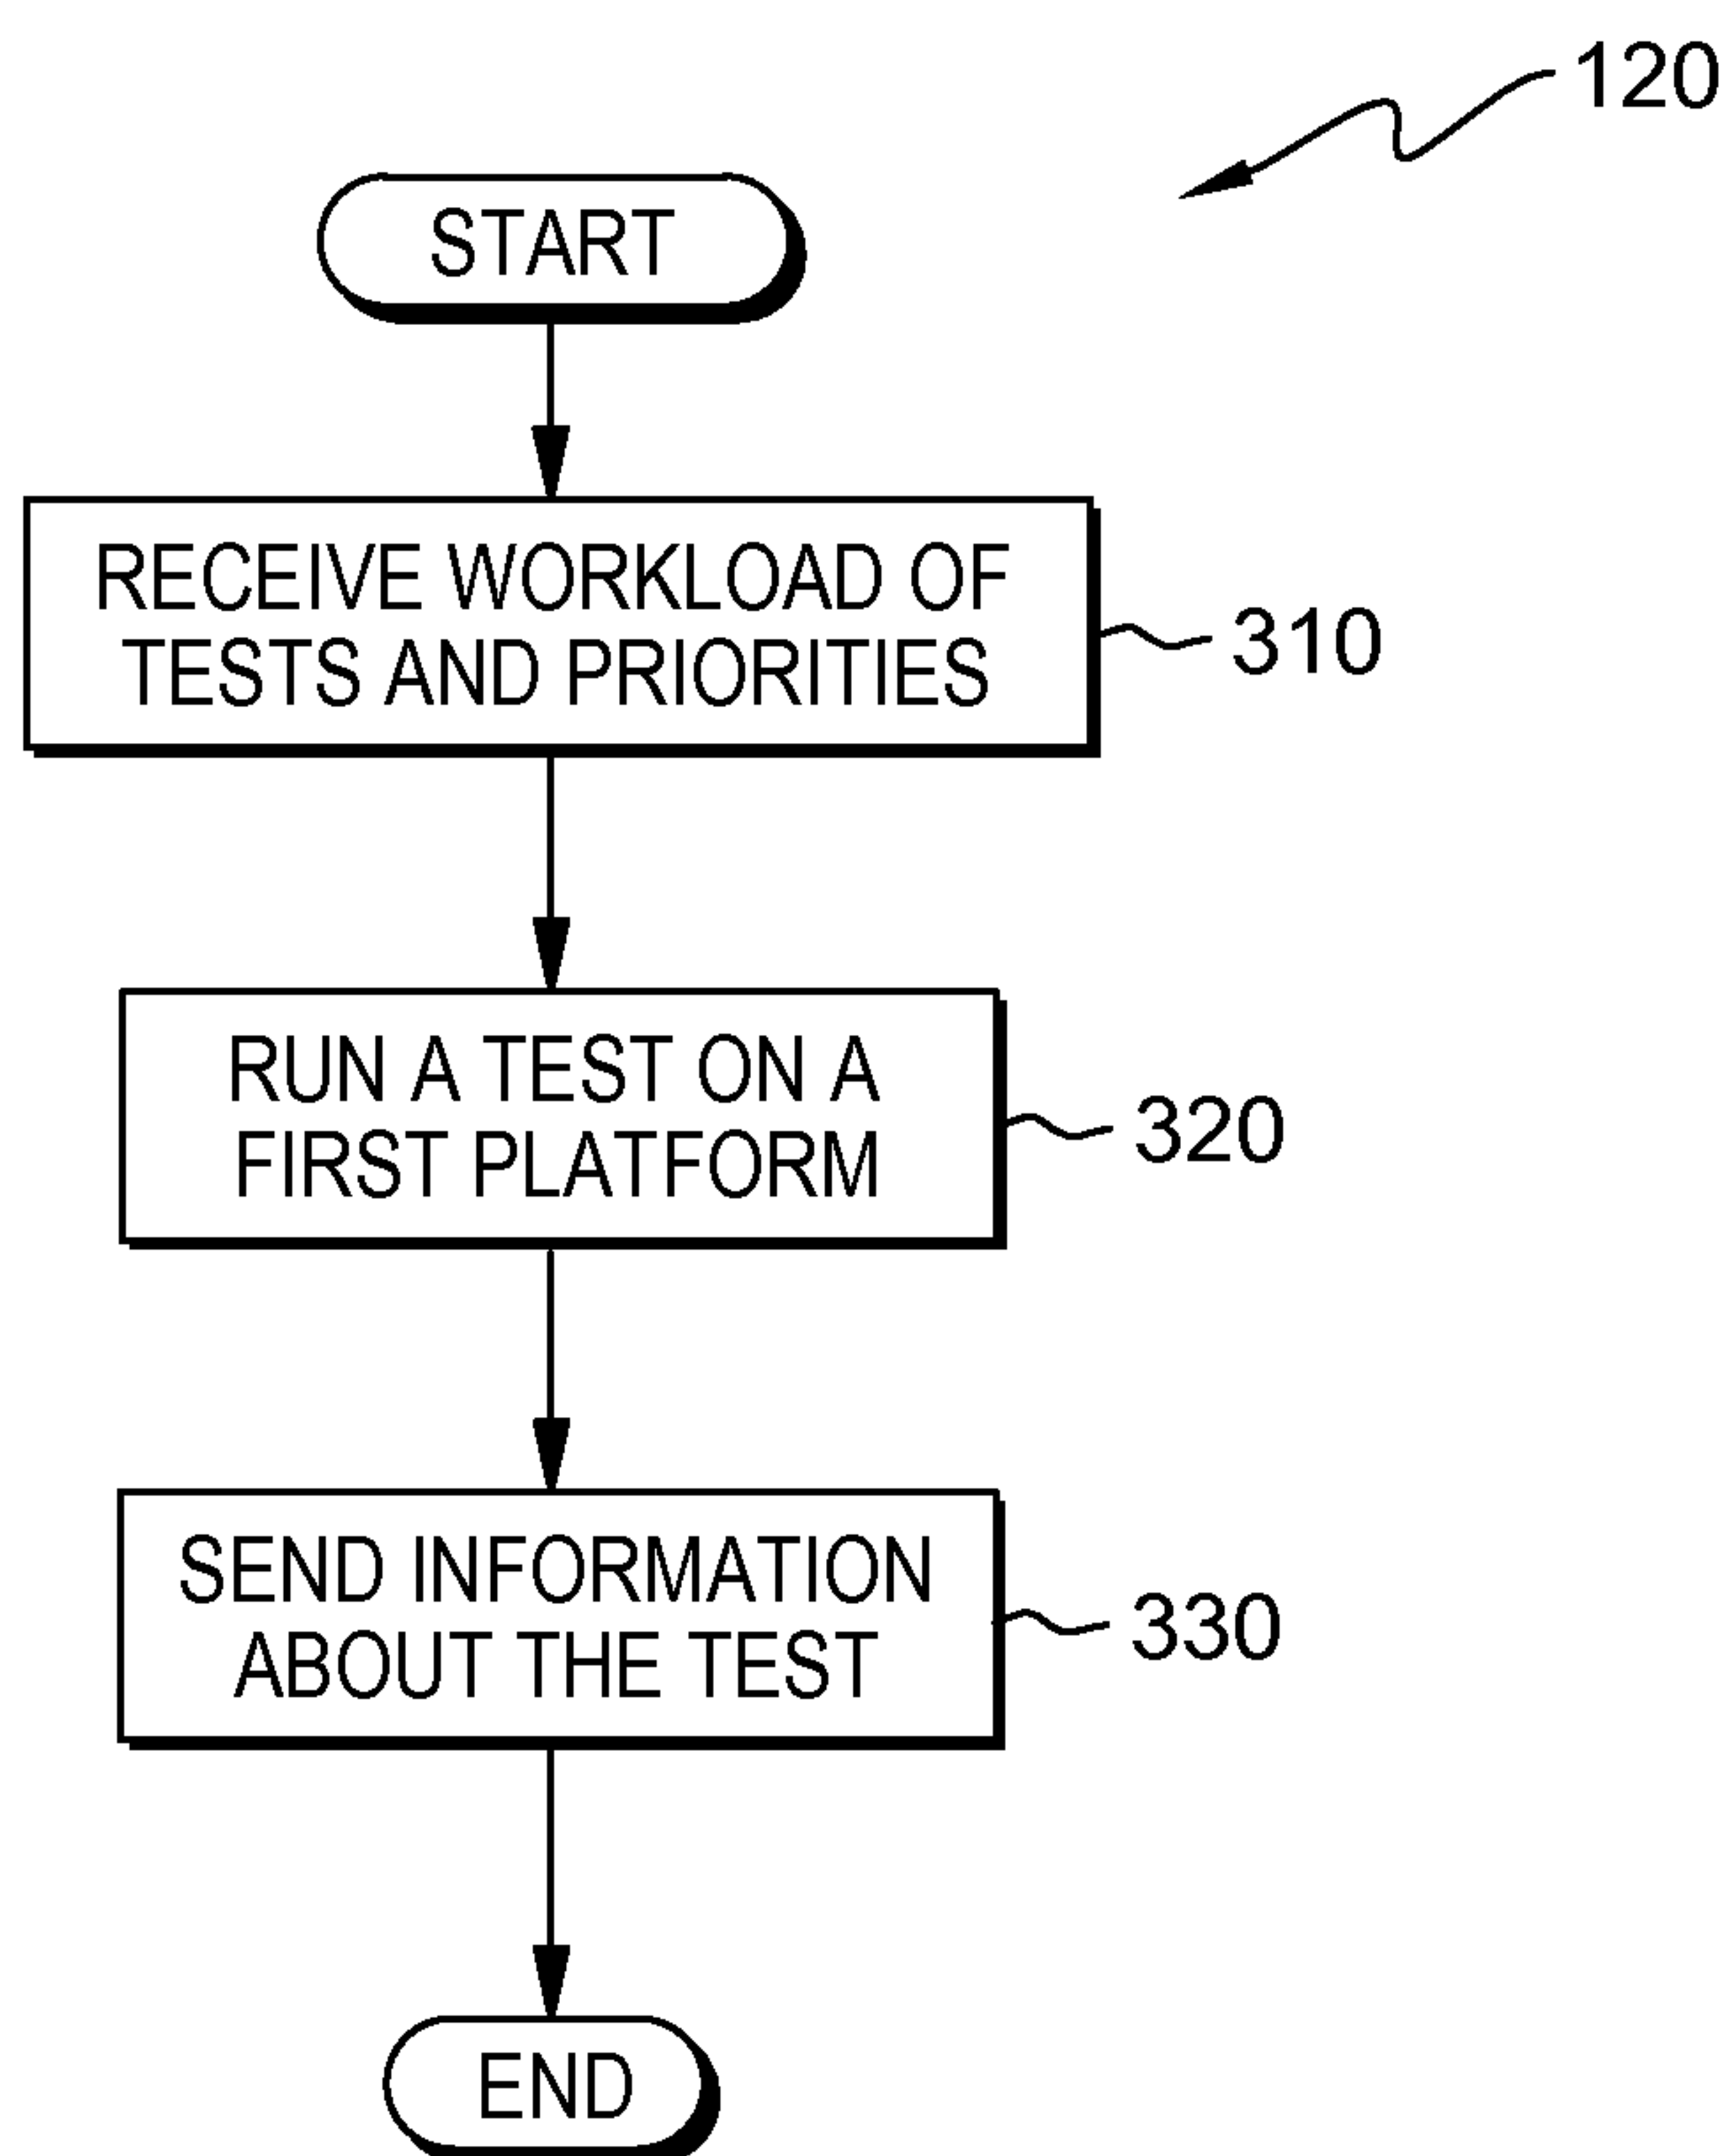 120
START
RECEIVE WORKLOAD OF
TESTS AND PRIORITIES
310
RUN A TEST ON A
FIRST PLATFORM
320
SEND INFORMATION
ABOUT THE TEST
330
END